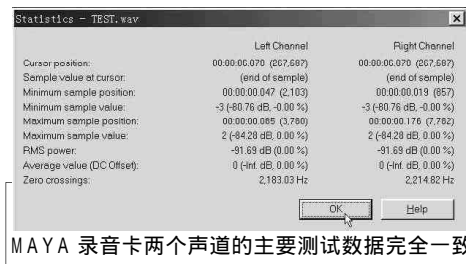 Statistics - TEST.wav
Left Channel Right Channel
Cursor position: 00:00:06.070 (267,687) 00:00:06.070 (267,687)
Sample value at cursor: (end of sample) (end of sample)
Minimum sample position: 00:00:00.047 (2,103) 00:00:00.019 (857)
Minimum sample value: -3 (-80.76 dB, -0.00 %) -3 (-80.76 dB, -0.00 %)
Maximum sample position: 00:00:00.085 (3,760) 00:00:00.176 (7,762)
Maximum sample value: 2 (-84.28 dB, 0.00 %) 2 (-84.28 dB, 0.00 %)
RMS power: -91.69 dB (0.00 %) -91.69 dB (0.00 %)
Average value (DC Offset): 0 (-Inf. dB, 0.00 %) 0 (-Inf. dB, 0.00 %)
Zero crossings: 2,183.03 Hz 2,214.82 Hz
OK Help
MAYA 录音卡两个声道的主要测试数据完全一致